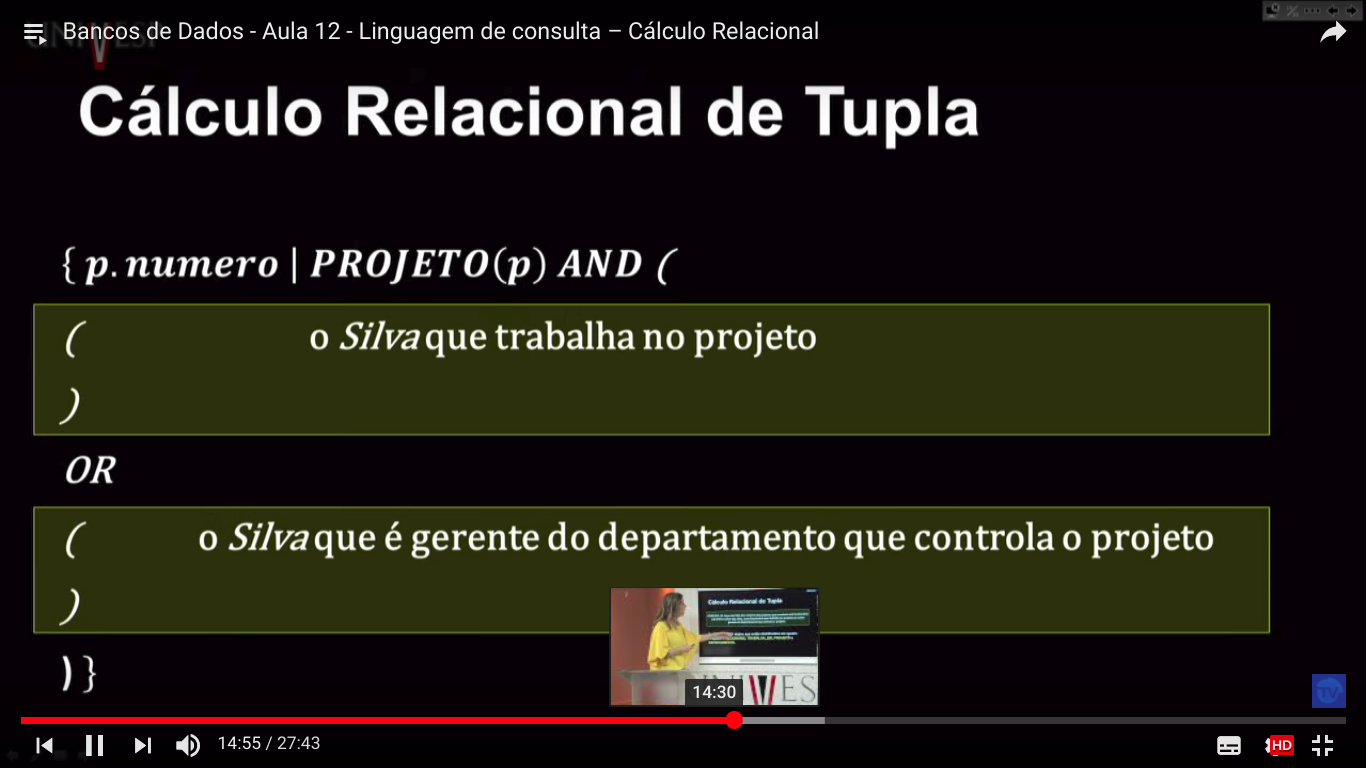 Bancos de Dados - Aula 12 - Linguagem de consulta – Cálculo Relacional
Cálculo Relacional de Tupla
{ p.numero | PROJETO(p) AND (
( o Silva que trabalha no projeto
)
OR
( o Silva que é gerente do departamento que controla o projeto
)
) }
Cálculo Relacional de Tupla
14:30
TV
14:55 / 27:43
HD